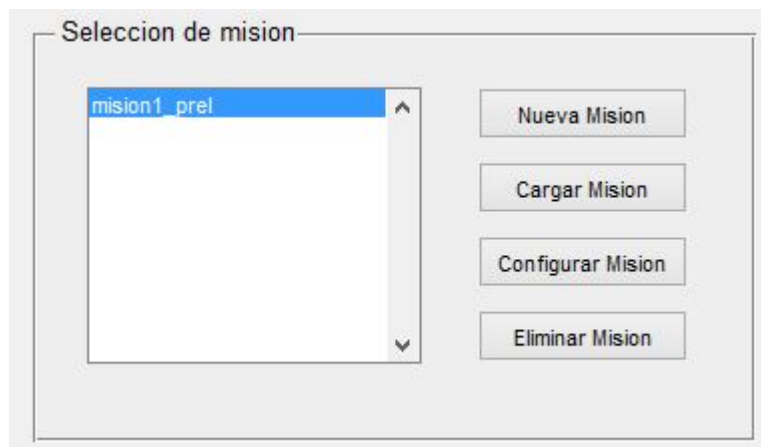 Seleccion de mision
mision1_prel
Nueva Mision
Cargar Mision
Configurar Mision
Eliminar Mision